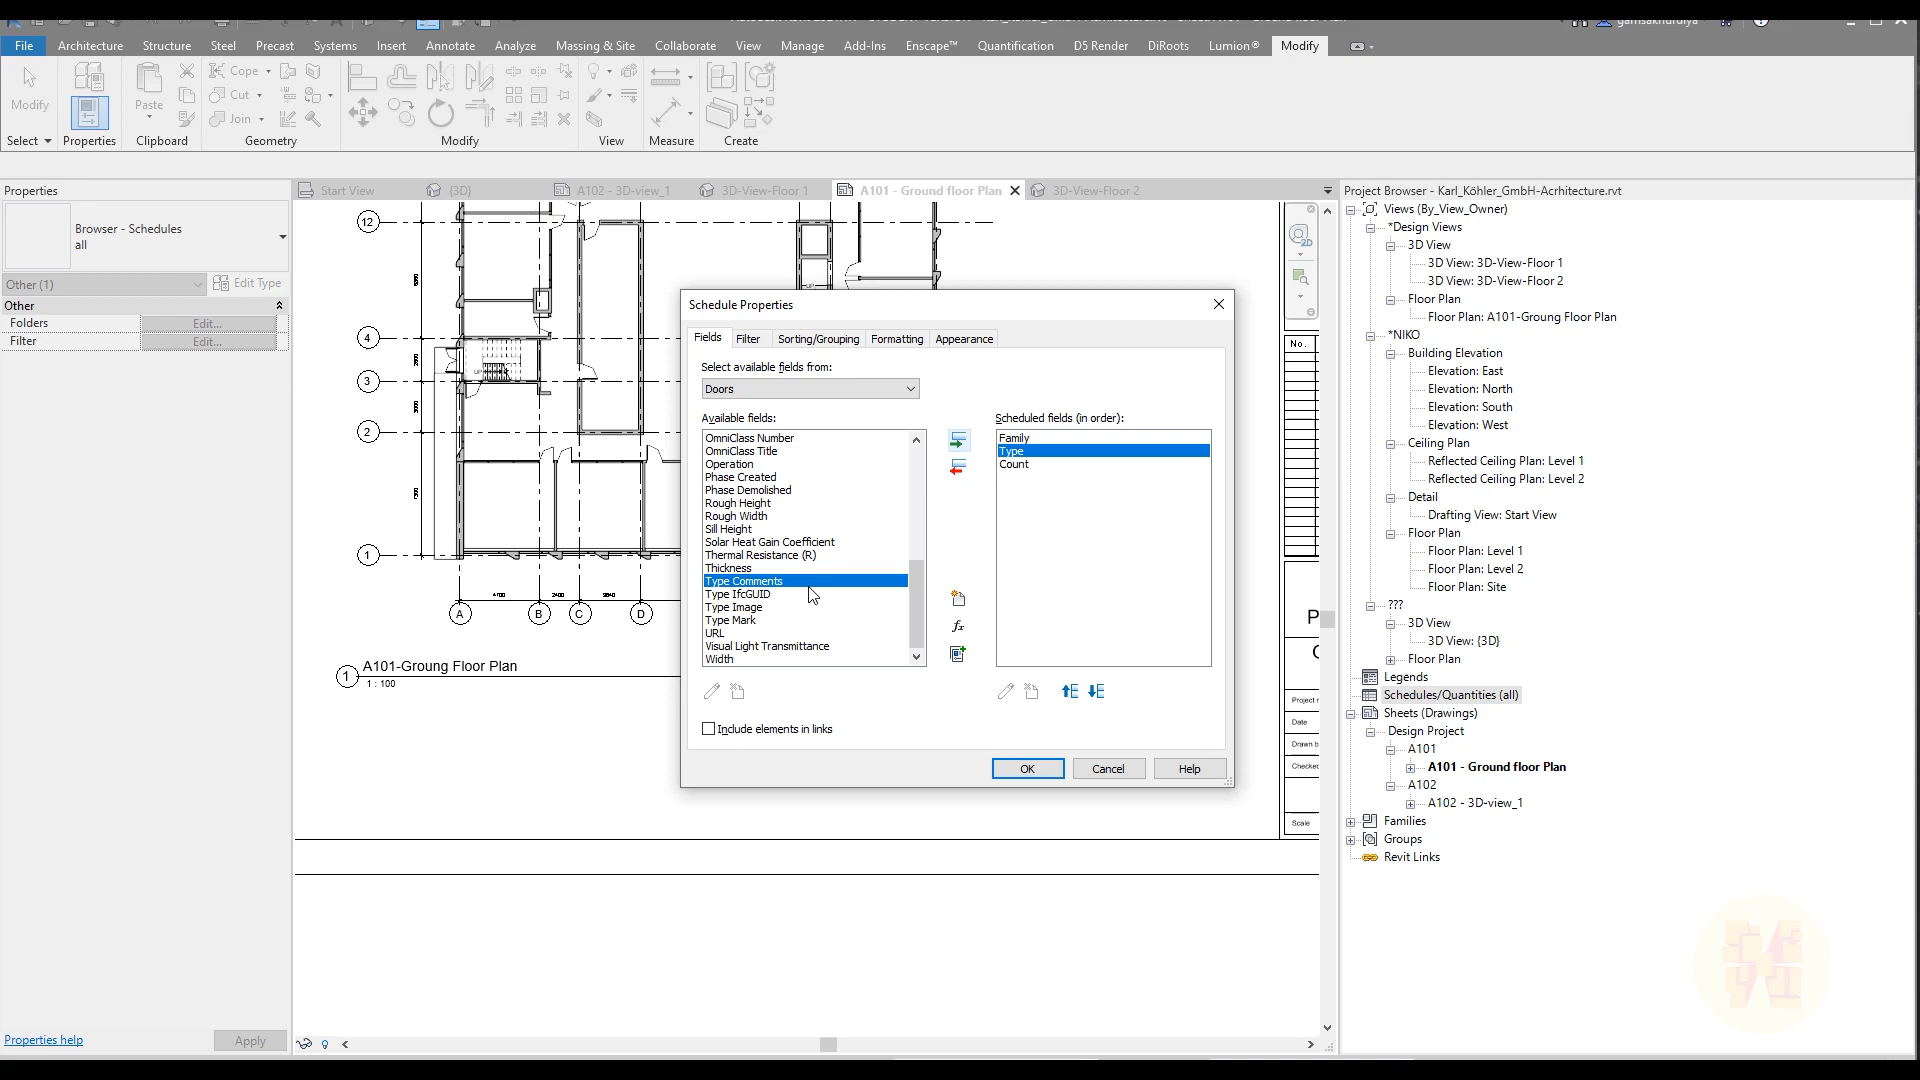 File Architecture Structure Steel Precast Systems Insert Annotate Analyze Massing & Site Collaborate View Manage Add-Ins Enscape™ Quantification D5 Render DiRoots Lumion® Modify
Modify
Paste
Cope
Cut
Join
Select Properties Clipboard Geometry Modify View Measure Create
Properties
Browser - Schedules
all
Other (1)
Edit Type
Other
Folders Edit...
Filter Edit...
Properties help
Apply
Start View
{3D}
A102 - 3D-view_1
3D-View-Floor 1
A101 - Ground floor Plan
3D-View-Floor 2
12
4
3
2
1
A
B
C
D
UP
1
A101-Groung Floor Plan
1 : 100
No.
Date
Scale
2D
Schedule Properties
Fields Filter Sorting/Grouping Formatting Appearance
Select available fields from:
Doors
Available fields:
OmniClass Number
OmniClass Title
Operation
Phase Created
Phase Demolished
Rough Height
Rough Width
Sill Height
Solar Heat Gain Coefficient
Thermal Resistance (R)
Thickness
Type Comments
Type IfcGUID
Type Image
Type Mark
URL
Visual Light Transmittance
Width
Scheduled fields (in order):
Family
Type
Count
Include elements in links
OK
Cancel
Help
Project Browser - Karl_Köhler_GmbH-Acrhitecture.rvt
Views (By_View_Owner)
*Design Views
3D View
3D View: 3D-View-Floor 1
3D View: 3D-View-Floor 2
Floor Plan
Floor Plan: A101-Groung Floor Plan
*NIKO
Building Elevation
Elevation: East
Elevation: North
Elevation: South
Elevation: West
Ceiling Plan
Reflected Ceiling Plan: Level 1
Reflected Ceiling Plan: Level 2
Detail
Drafting View: Start View
Floor Plan
Floor Plan: Level 1
Floor Plan: Level 2
Floor Plan: Site
???
3D View
3D View: {3D}
Floor Plan
Legends
Schedules/Quantities (all)
Sheets (Drawings)
Design Project
A101
A101 - Ground floor Plan
A102
A102 - 3D-view_1
Families
Groups
Revit Links